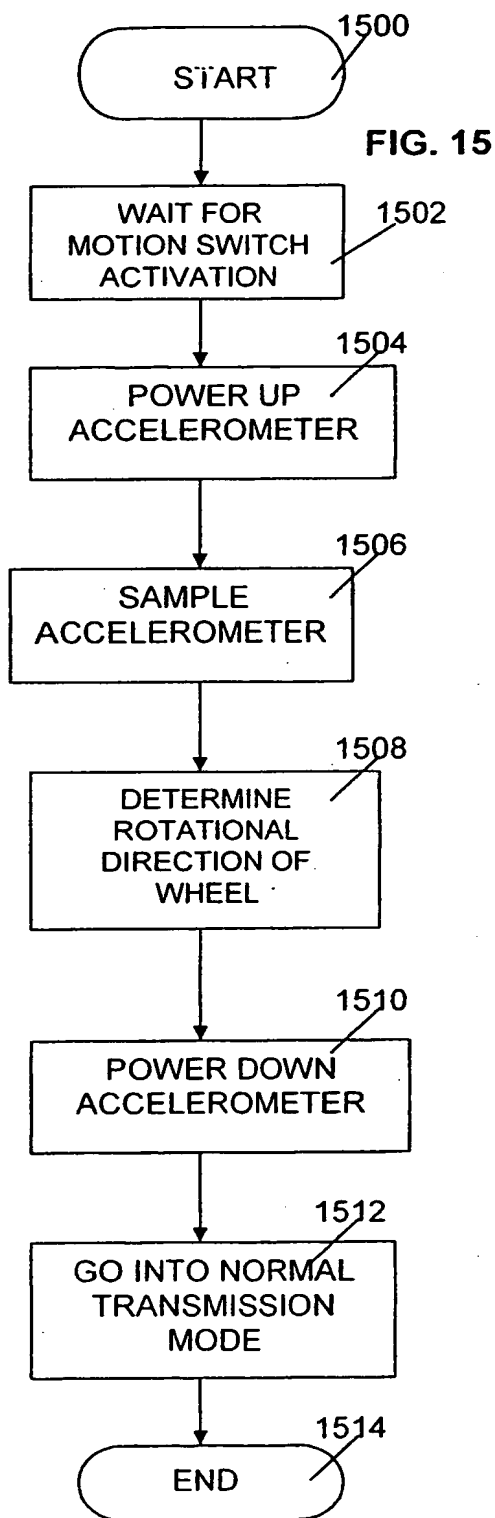 1500
START
FIG. 15
WAIT FOR
MOTION SWITCH
ACTIVATION
1502
1504
POWER UP
ACCELEROMETER
1506
SAMPLE
ACCELEROMETER
1508
DETERMINE
ROTATIONAL
DIRECTION OF
WHEEL
1510
POWER DOWN
ACCELEROMETER
1512
GO INTO NORMAL
TRANSMISSION
MODE
1514
END